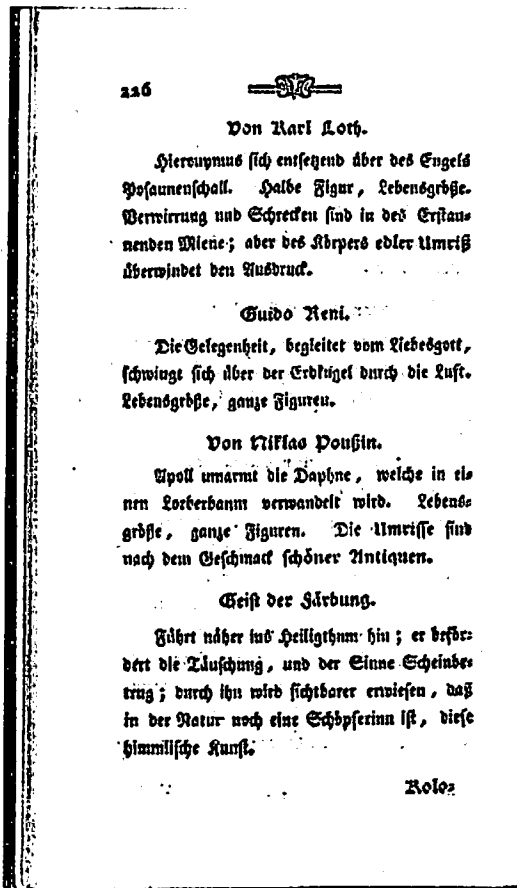 226
Von Karl Loth.
Hieronymus sich entsetzend über des Engels
Posaunenschall. Halbe Figur, Lebensgröße.
Verwirrung und Schrecken sind in des Erstau-
nenden Miene; aber des Körpers edler Umriß
überwindet den Ausdruck.
Guido Reni.
Die Gelegenheit, begleitet vom Liebesgott,
schwingt sich über der Erdkugel durch die Luft.
Lebensgröße, ganze Figuren.
Von Niklas Poußin.
Apoll umarmt die Daphne, welche in ei-
nen Lorberbaum verwandelt wird. Lebens-
größe, ganze Figuren. Die Umrisse sind
nach dem Geschmack schöner Antiquen.
Geist der Färbung.
Führt näher ins Heiligthum hin; er beför-
dert die Täuschung, und der Sinne Scheinbe-
trug; durch ihn wird sichtbarer erwiesen, daß
in der Natur noch eine Schöpferinn ist, diese
himmlische Kunst.
Kolo-